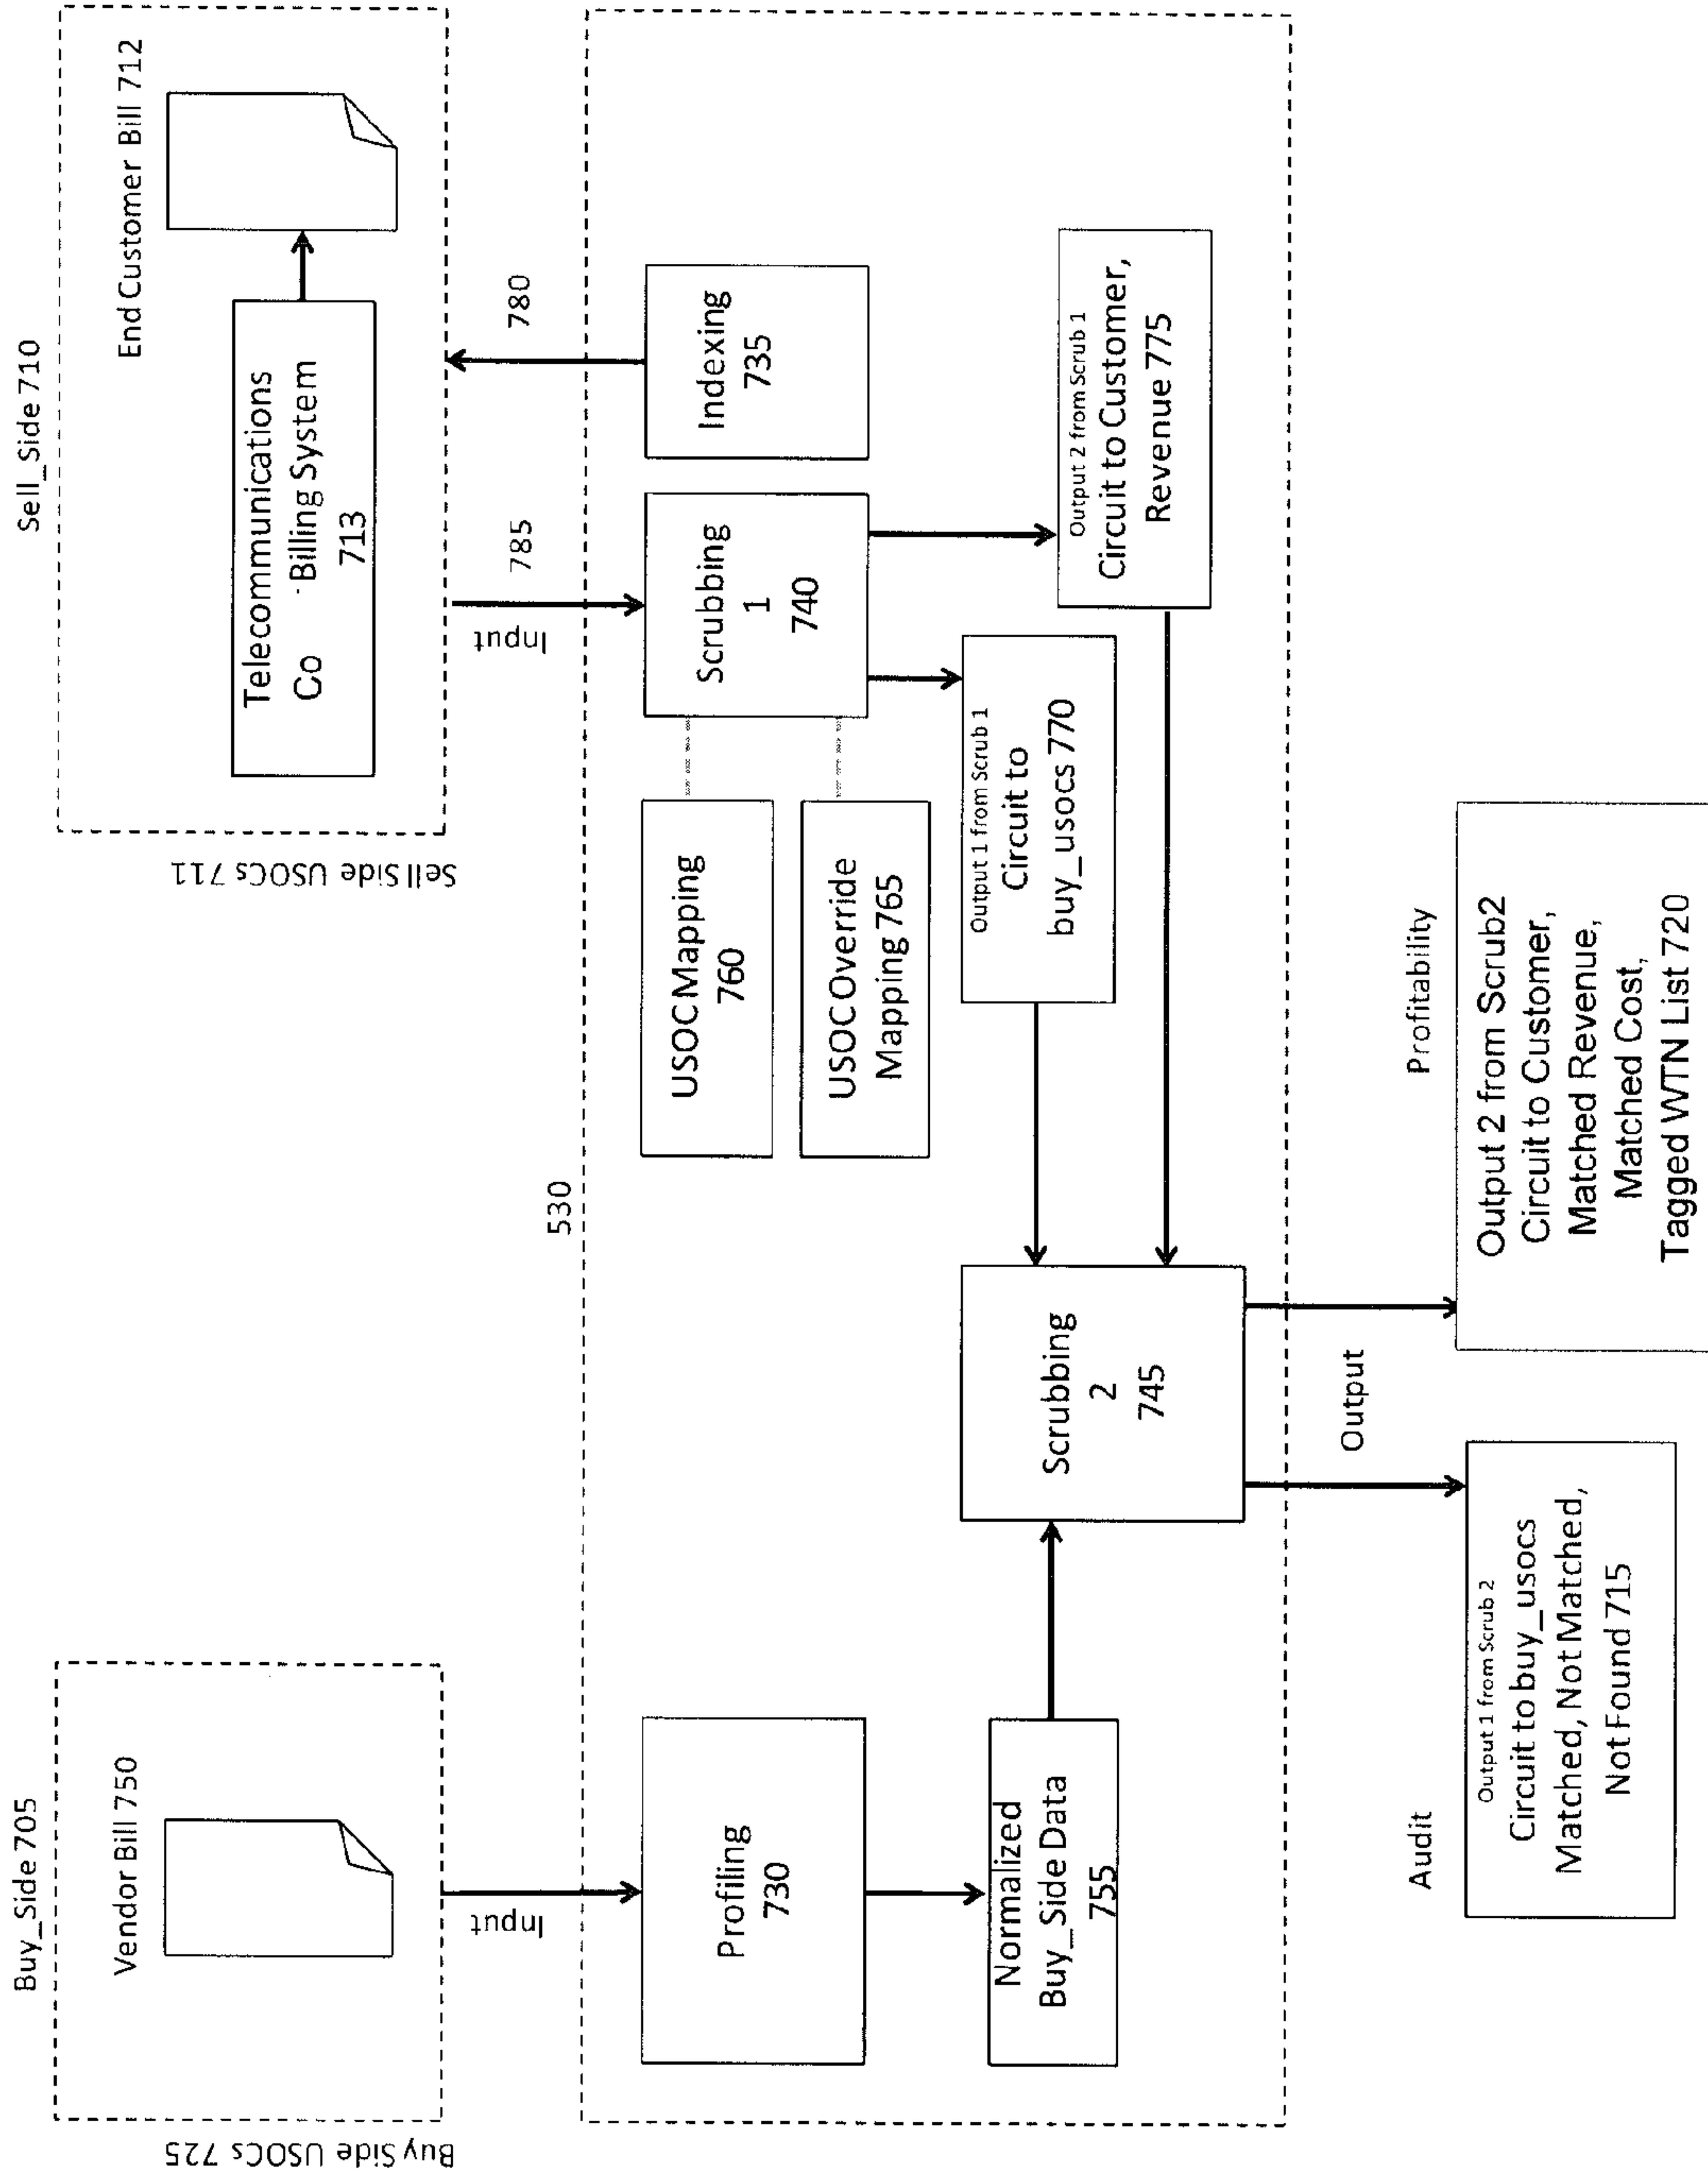 Buy_Side 705
Vendor Bill 750
Buy Side USOCs 725
Input
Sell_Side 710
End Customer Bill 712
Telecommunications
Co - Billing System
713
Sell Side USOCs 711
Input
785
780
530
Profiling
730
Normalized
Buy_Side Data
755
USOC Mapping
760
USOC Override
Mapping 765
Scrubbing
1
740
Indexing
735
Output 1 from Scrub 1
Circuit to
buy_usocs 770
Output 2 from Scrub 1
Circuit to Customer,
Revenue 775
Scrubbing
2
745
Output
Audit
Output 1 from Scrub 2
Circuit to buy_usocs
Matched, Not Matched,
Not Found 715
Profitability
Output 2 from Scrub2
Circuit to Customer,
Matched Revenue,
Matched Cost,
Tagged WTN List 720